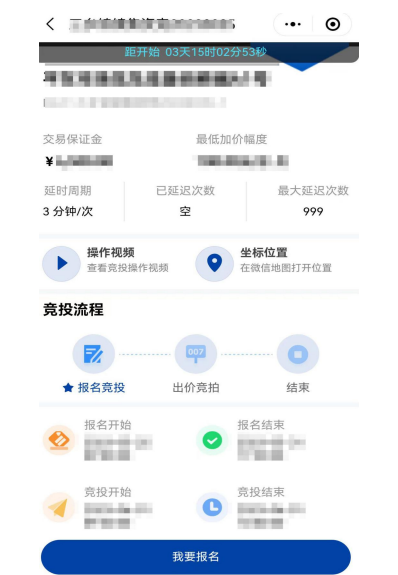 距开始 03天15时02分53秒
交易保证金
最低加价幅度
¥
延时周期
已延迟次数
最大延迟次数
3 分钟/次
空
999
操作视频
查看竞投操作视频
坐标位置
在微信地图打开位置
竞投流程
007
报名竞投
出价竞拍
结束
报名开始
报名结束
竞投开始
竞投结束
我要报名